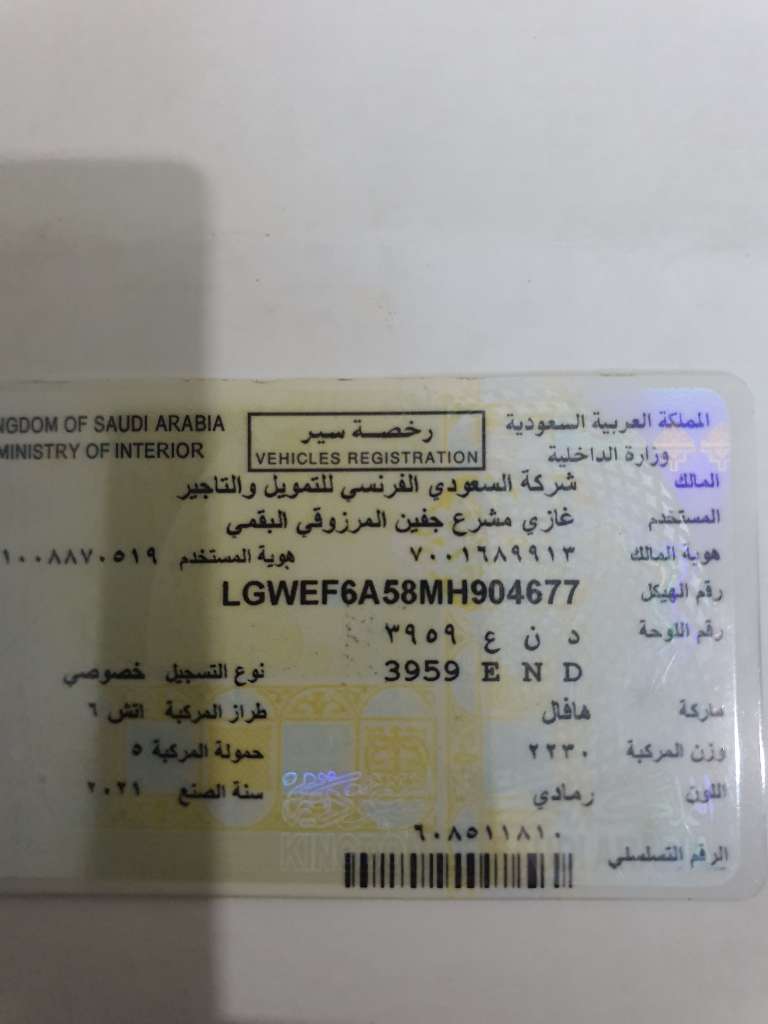 المملكة العربية السعودية
وزارة الداخلية
رخصة سير
VEHICLES REGISTRATION
NGDOM OF SAUDI ARABIA
MINISTRY OF INTERIOR
المالك شركة السعودي الفرنسي للتمويل والتاجير
المستخدم غازي مشرع جفين المرزوقي البقمي
هوية المالك ٧٠٠١٦٨٩٩١٣ هوية المستخدم ١٠٠٨٨٧٠٥١٩
رقم الهيكل LGWEF6A58MH904677
رقم اللوحة د ن ع ٣٩٥٩
3959 E N D نوع التسجيل خصوصي
ماركة هافال طراز المركبة اتش ٦
وزن المركبة ٢٢٣٠ حمولة المركبة ٥
اللون رمادي سنة الصنع ٢٠٢١
الرقم التسلسلي ٦٠٨٥١١٨١٠